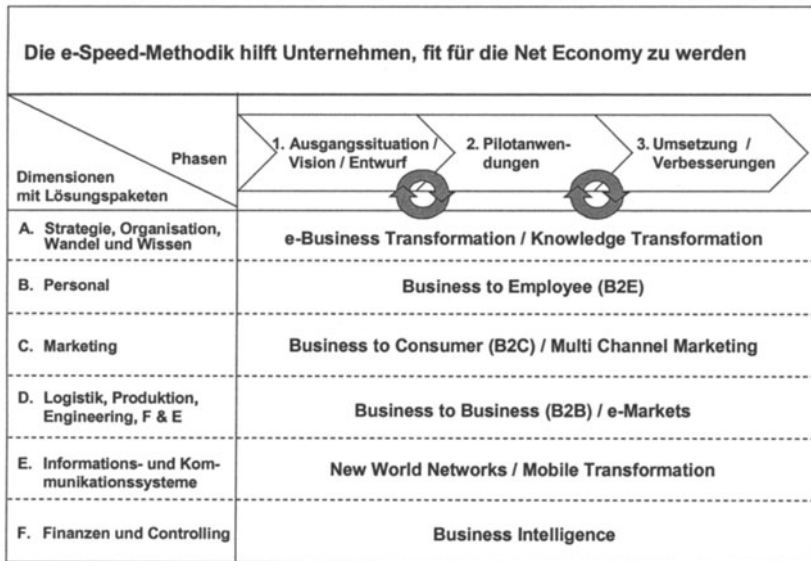 Die e-Speed-Methodik hilft Unternehmen, fit für die Net Economy zu werden
Phasen
Dimensionen
mit Lösungspaketen
1. Ausgangssituation /
Vision / Entwurf
2. Pilotanwen-
dungen
3. Umsetzung /
Verbesserungen
A. Strategie, Organisation,
Wandel und Wissen
e-Business Transformation / Knowledge Transformation
B. Personal
Business to Employee (B2E)
C. Marketing
Business to Consumer (B2C) / Multi Channel Marketing
D. Logistik, Produktion,
Engineering, F & E
Business to Business (B2B) / e-Markets
E. Informations- und Kom-
munikationssysteme
New World Networks / Mobile Transformation
F. Finanzen und Controlling
Business Intelligence